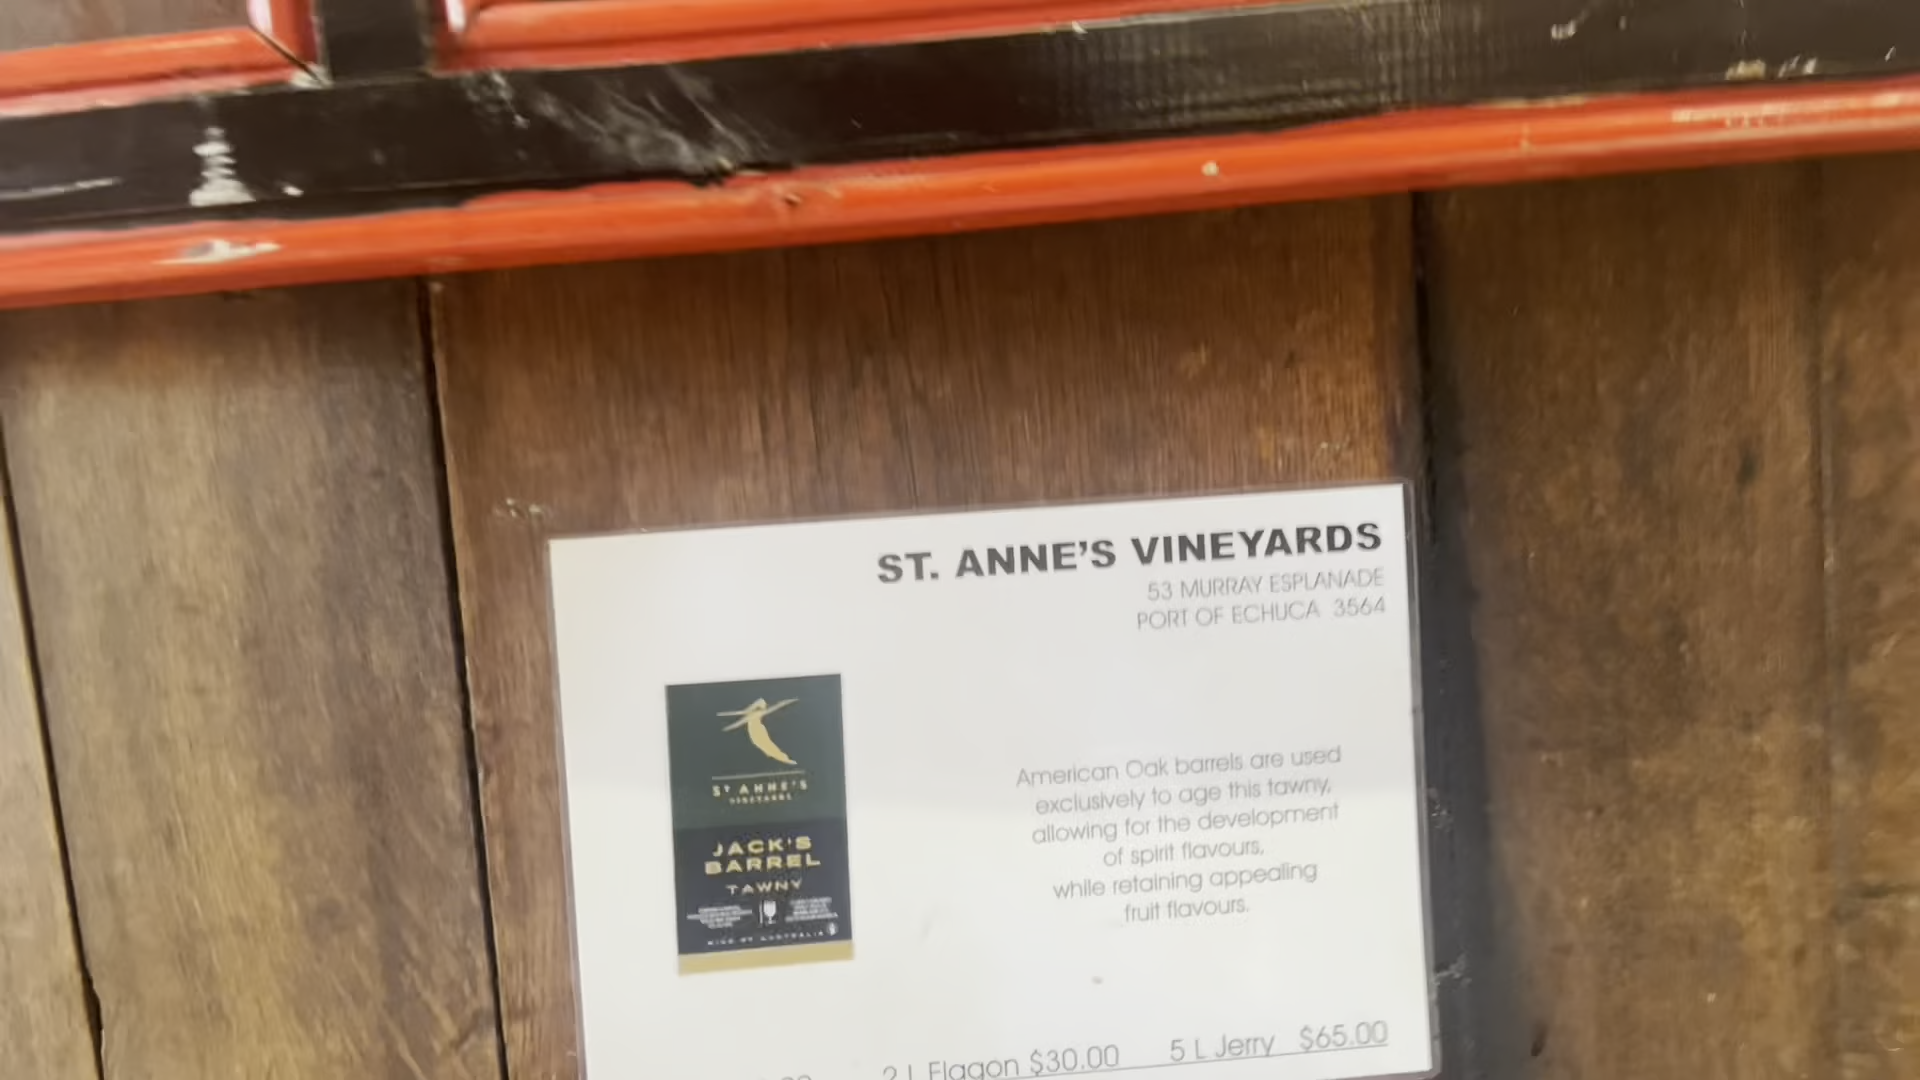 ST. ANNE'S VINEYARDS
53 MURRAY ESPLANADE
PORT OF ECHUCA 3564
ST ANNE'S
VINEYARDS
JACK'S
BARREL
TAWNY
American Oak barrels are used
exclusively to age this tawny,
allowing for the development
of spirit flavours,
while retaining appealing
fruit flavours.
2 L Flagon $30.00 5 L Jerry $65.00